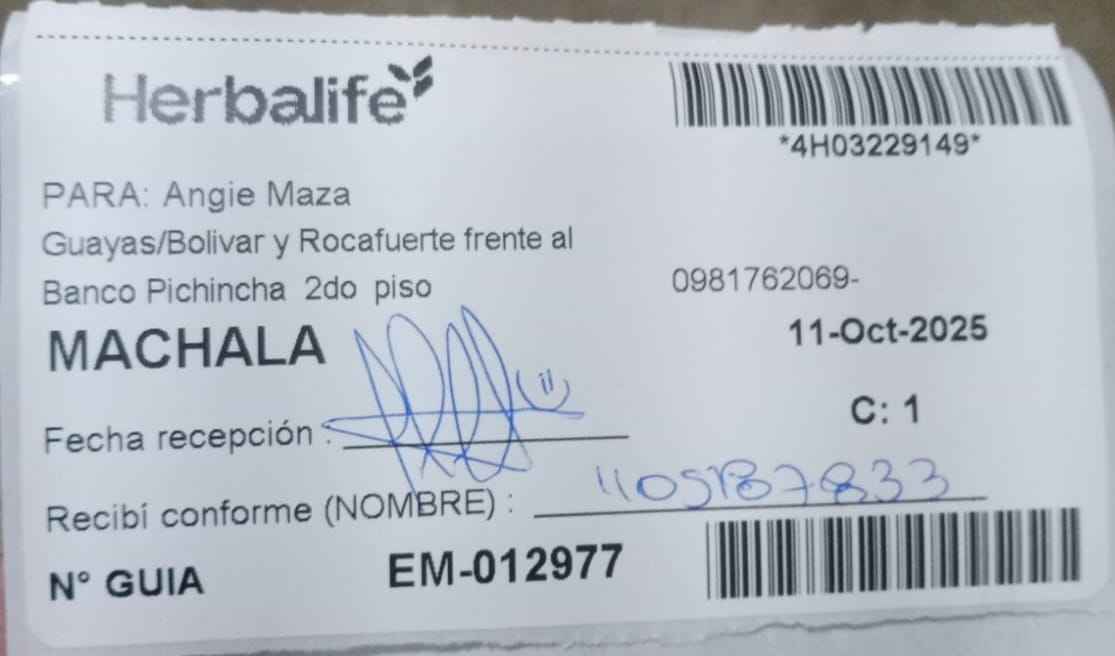 Herbalife
*4H03229149*
PARA: Angie Maza
Guayas/Bolivar y Rocafuerte frente al
Banco Pichincha 2do piso
0981762069-
MACHALA
11-Oct-2025
C: 1
Fecha recepción :
1105187833
Recibí conforme (NOMBRE) :
N° GUIA EM-012977